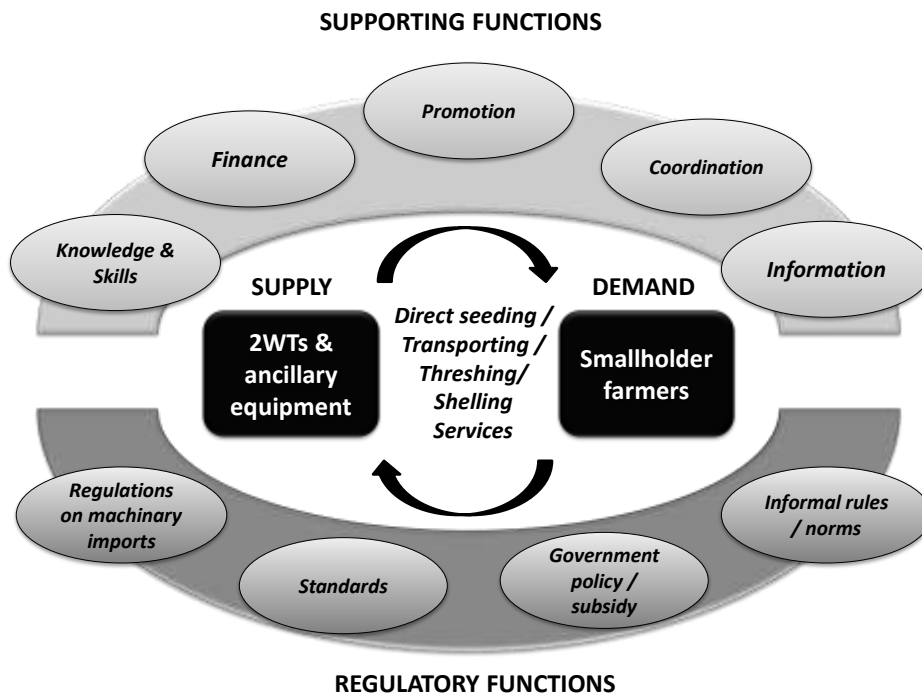 SUPPORTING FUNCTIONS
Promotion
Finance
Coordination
Knowledge &
Skills
Information
SUPPLY
2WTs &
ancillary
equipment
Direct seeding /
Transporting /
Threshing/
Shelling
Services
DEMAND
Smallholder
farmers
Regulations
on machinary
imports
Standards
Government
policy /
subsidy
Informal rules
/ norms
REGULATORY FUNCTIONS